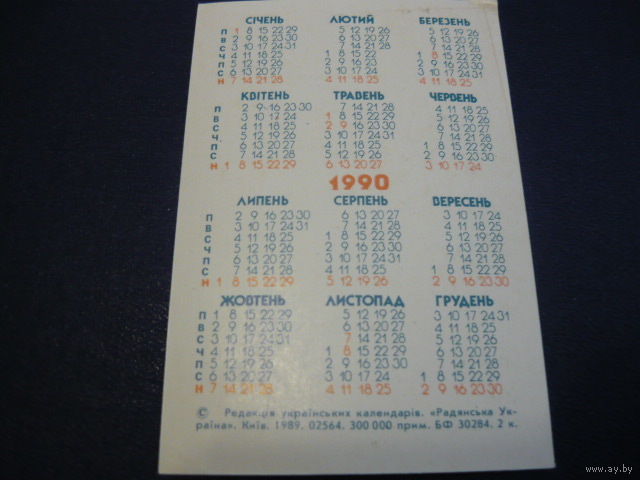 СІЧЕНЬ ЛЮТИЙ БЕРЕЗЕНЬ
П 1 8 15 22 29 5 12 19 26 5 12 19 26
В 2 9 16 23 30 6 13 20 27 6 13 20 27
С 3 10 17 24 31 7 14 21 28 7 14 21 28
Ч 4 11 18 25 1 8 15 22 1 8 15 22 29
П 5 12 19 26 2 9 16 23 2 9 16 23 30
С 6 13 20 27 3 10 17 24 3 10 17 24 31
Н 7 14 21 28 4 11 18 25 4 11 18 25
КВІТЕНЬ ТРАВЕНЬ ЧЕРВЕНЬ
П 2 9 16 23 30 7 14 21 28 4 11 18 25
В 3 10 17 24 1 8 15 22 29 5 12 19 26
С 4 11 18 25 2 9 16 23 30 6 13 20 27
Ч 5 12 19 26 3 10 17 24 31 7 14 21 28
П 6 13 20 27 4 11 18 25 1 8 15 22 29
С 7 14 21 28 5 12 19 26 2 9 16 23 30
Н 1 8 15 22 29 6 13 20 27 3 10 17 24
1990
ЛИПЕНЬ СЕРПЕНЬ ВЕРЕСЕНЬ
П 2 9 16 23 30 6 13 20 27 3 10 17 24
В 3 10 17 24 31 7 14 21 28 4 11 18 25
С 4 11 18 25 1 8 15 22 29 5 12 19 26
Ч 5 12 19 26 2 9 16 23 30 6 13 20 27
П 6 13 20 27 3 10 17 24 31 7 14 21 28
С 7 14 21 28 4 11 18 25 1 8 15 22 29
Н 1 8 15 22 29 5 12 19 26 2 9 16 23 30
ЖОВТЕНЬ ЛИСТОПАД ГРУДЕНЬ
П 1 8 15 22 29 5 12 19 26 3 10 17 24 31
В 2 9 16 23 30 6 13 20 27 4 11 18 25
С 3 10 17 24 31 7 14 21 28 5 12 19 26
Ч 4 11 18 25 1 8 15 22 29 6 13 20 27
П 5 12 19 26 2 9 16 23 30 7 14 21 28
С 6 13 20 27 3 10 17 24 1 8 15 22 29
Н 7 14 21 28 4 11 18 25 2 9 16 23 30
© Редакція українських календарів. «Радянська Ук-
раїна». Київ. 1989. 02564. 300 000 прим. БФ 30284. 2 к.
www.ay.by